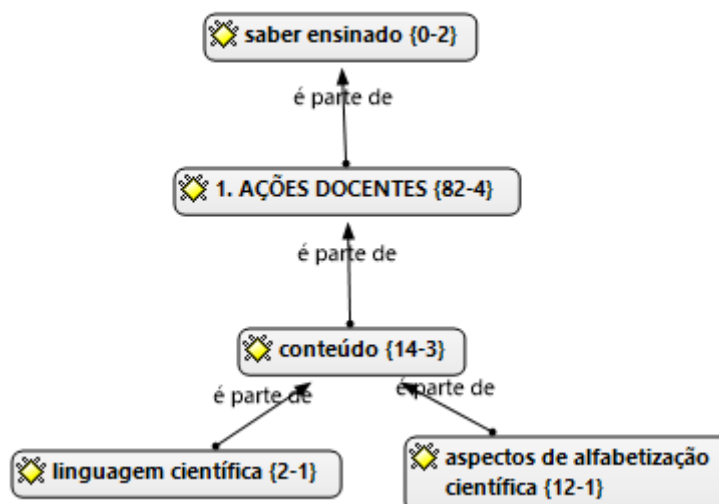 saber ensinado {0-2}
é parte de
1. AÇÕES DOCENTES {82-4}
é parte de
conteúdo {14-3}
é parte de
é parte de
linguagem científica {2-1}
aspectos de alfabetização
científica {12-1}